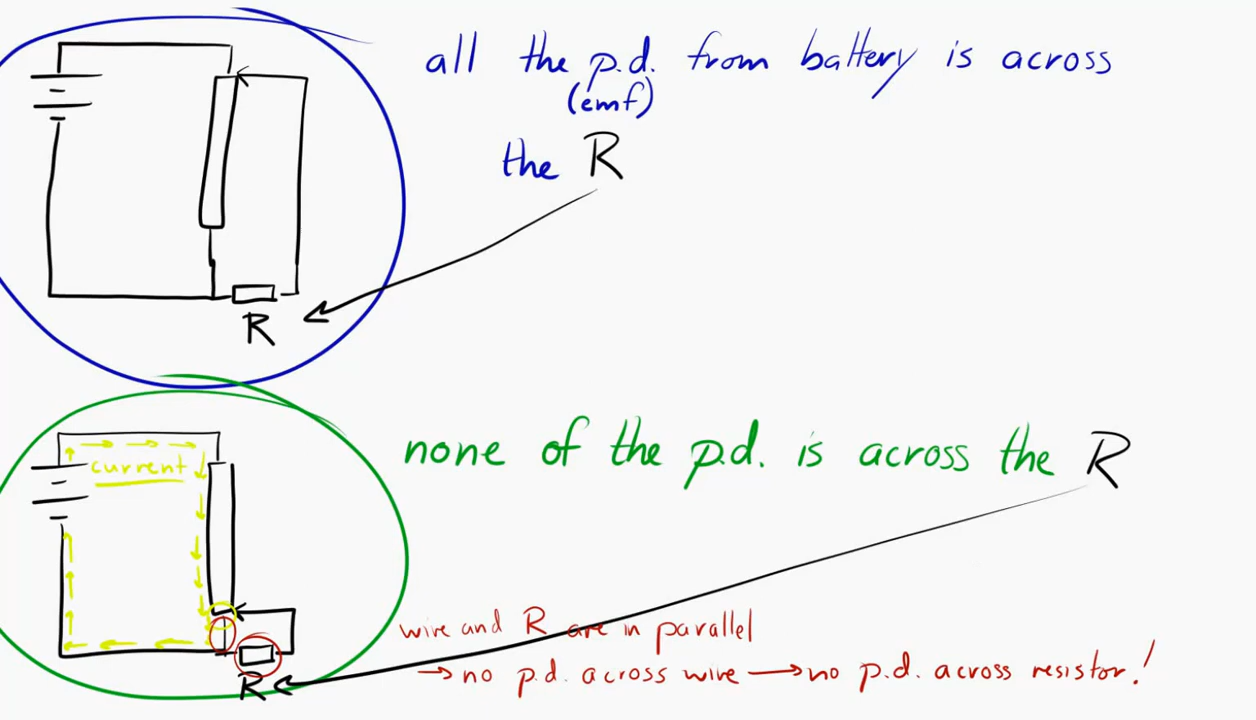 all the p.d. from battery is across
(emf)
the R
R
none of the p.d. is across the R
current
wire and R are in parallel
→ no p.d. across wire → no p.d. across resistor!
R